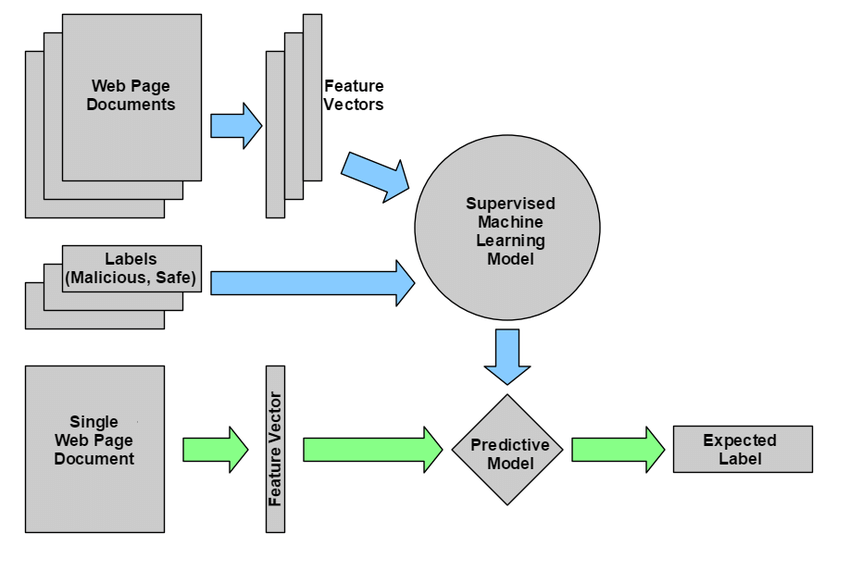 Web Page
Documents
Feature
Vectors
Supervised
Machine
Learning
Model
Labels
(Malicious, Safe)
Single
Web Page
Document
Feature Vector
Predictive
Model
Expected
Label